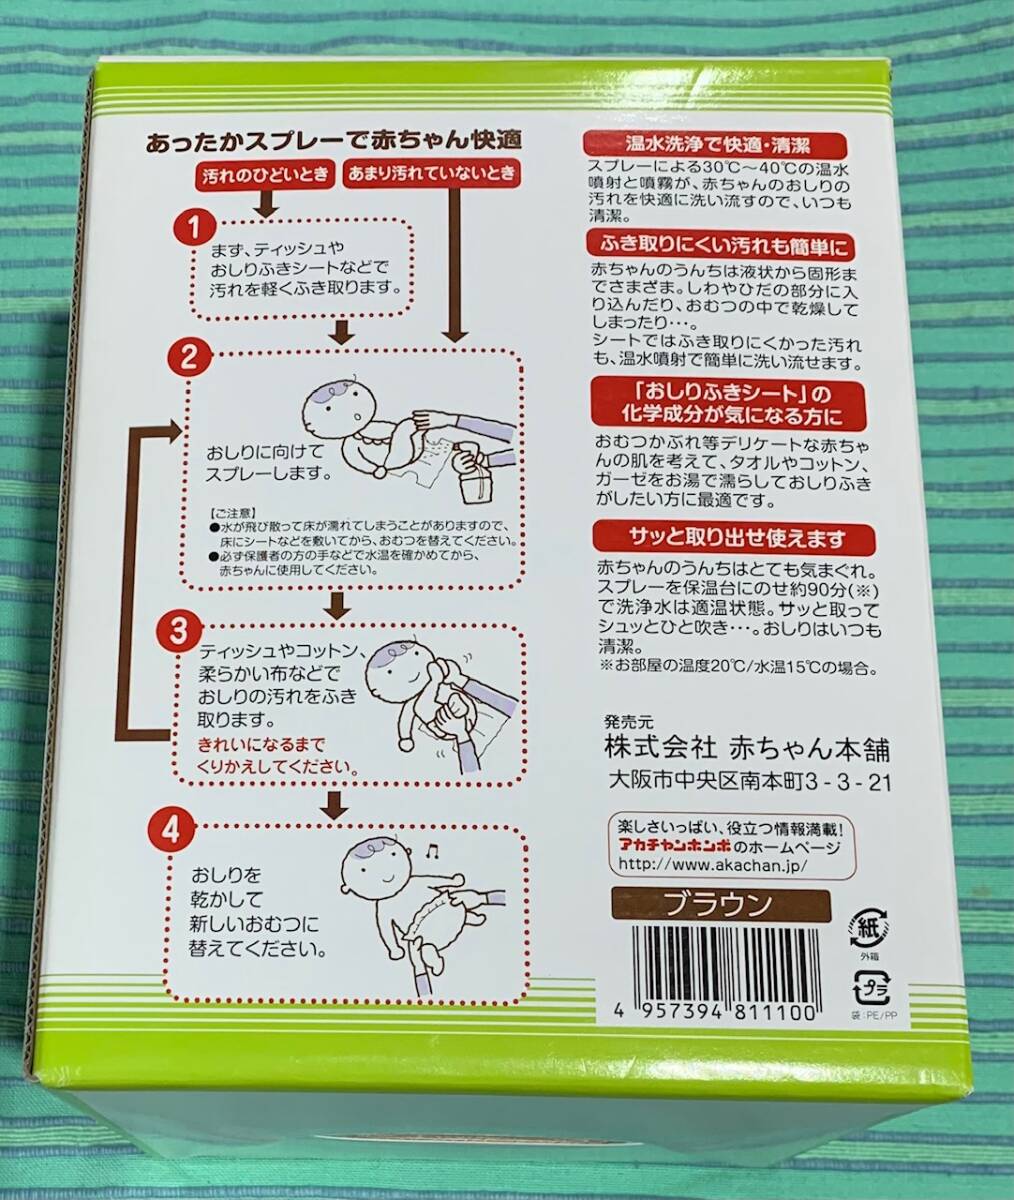 あったかスプレーで赤ちゃん快適
汚れのひどいとき
あまり汚れていないとき
1
まず、ティッシュや
おしりふきシートなどで
汚れを軽くふき取ります。
2
おしりに向けて
スプレーします。
【ご注意】
●水が飛び散って床が濡れてしまうことがありますので、
床にシートなどを敷いてから、おむつを替えてください。
●必ず保護者の方の手などで水温を確かめてから、
赤ちゃんに使用してください。
3
ティッシュやコットン、
柔らかい布などで
おしりの汚れをふき
取ります。
きれいになるまで
くりかえしてください。
4
おしりを
乾かして
新しいおむつに
替えてください。
温水洗浄で快適・清潔
スプレーによる30℃～40℃の温水
噴射と噴霧が、赤ちゃんのおしりの
汚れを快適に洗い流すので、いつも
清潔。
ふき取りにくい汚れも簡単に
赤ちゃんのうんちは液状から固形ま
でさまざま。しわやひだの部分に入
り込んだり、おむつの中で乾燥して
しまったり…。
シートではふき取りにくかった汚れ
も、温水噴射で簡単に洗い流せます。
「おしりふきシート」の
化学成分が気になる方に
おむつかぶれ等デリケートな赤ちゃ
んの肌を考えて、タオルやコットン、
ガーゼをお湯で濡らしておしりふき
がしたい方に最適です。
サッと取り出せ使えます
赤ちゃんのうんちはとても気まぐれ。
スプレーを保温台にのせ約90分(※)
で洗浄水は適温状態。サッと取って
シュッとひと吹き…。おしりはいつも
清潔。
※お部屋の温度20℃/水温15℃の場合。
発売元
株式会社 赤ちゃん本舗
大阪市中央区南本町3-3-21
楽しさいっぱい、役立つ情報満載!
アカチャンホンポのホームページ
http://www.akachan.jp/
ブラウン
4 957394 811100
紙
外箱
プラ
袋:PE/PP